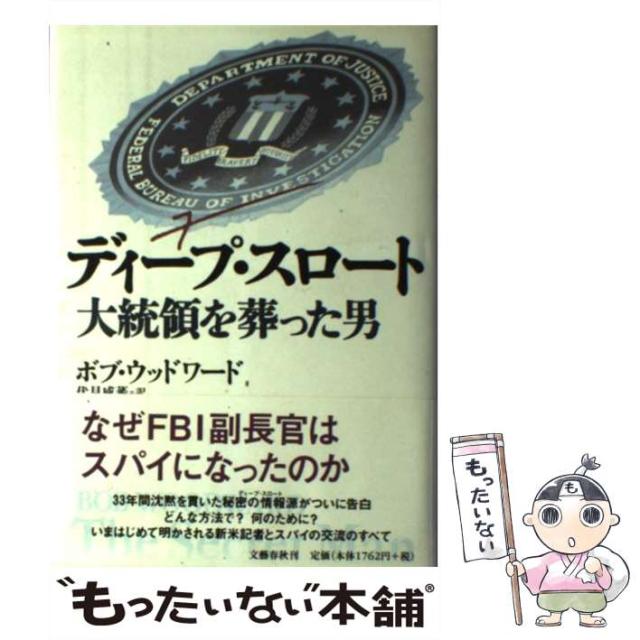 DEPARTMENT OF JUSTICE
FIDELITY BRAVERY
FEDERAL BUREAU OF INVESTIGATION
ディープ・スロート
大統領を葬った男
ボブ・ウッドワード
なぜFBI副長官は
スパイになったのか
ディープ・スロート
33年間沈黙を貫いた秘密の情報源がついに告白
どんな方法で? 何のために?
いまはじめて明かされる新米記者とスパイの交流のすべて
文藝春秋刊 定価(本体1762円+税)
"もったいない"本舗®
も
もったいない